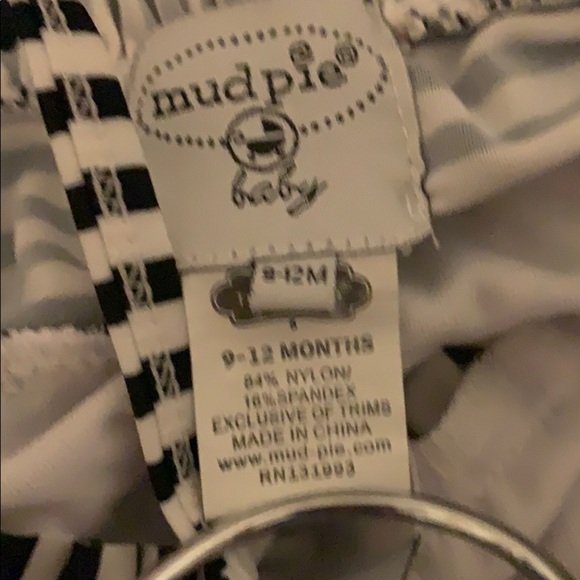 mud pie®
baby
9-12M
9-12 MONTHS
84% NYLON/
16%SPANDEX
EXCLUSIVE OF TRIMS
MADE IN CHINA
www.mud-pie.com
RN131993